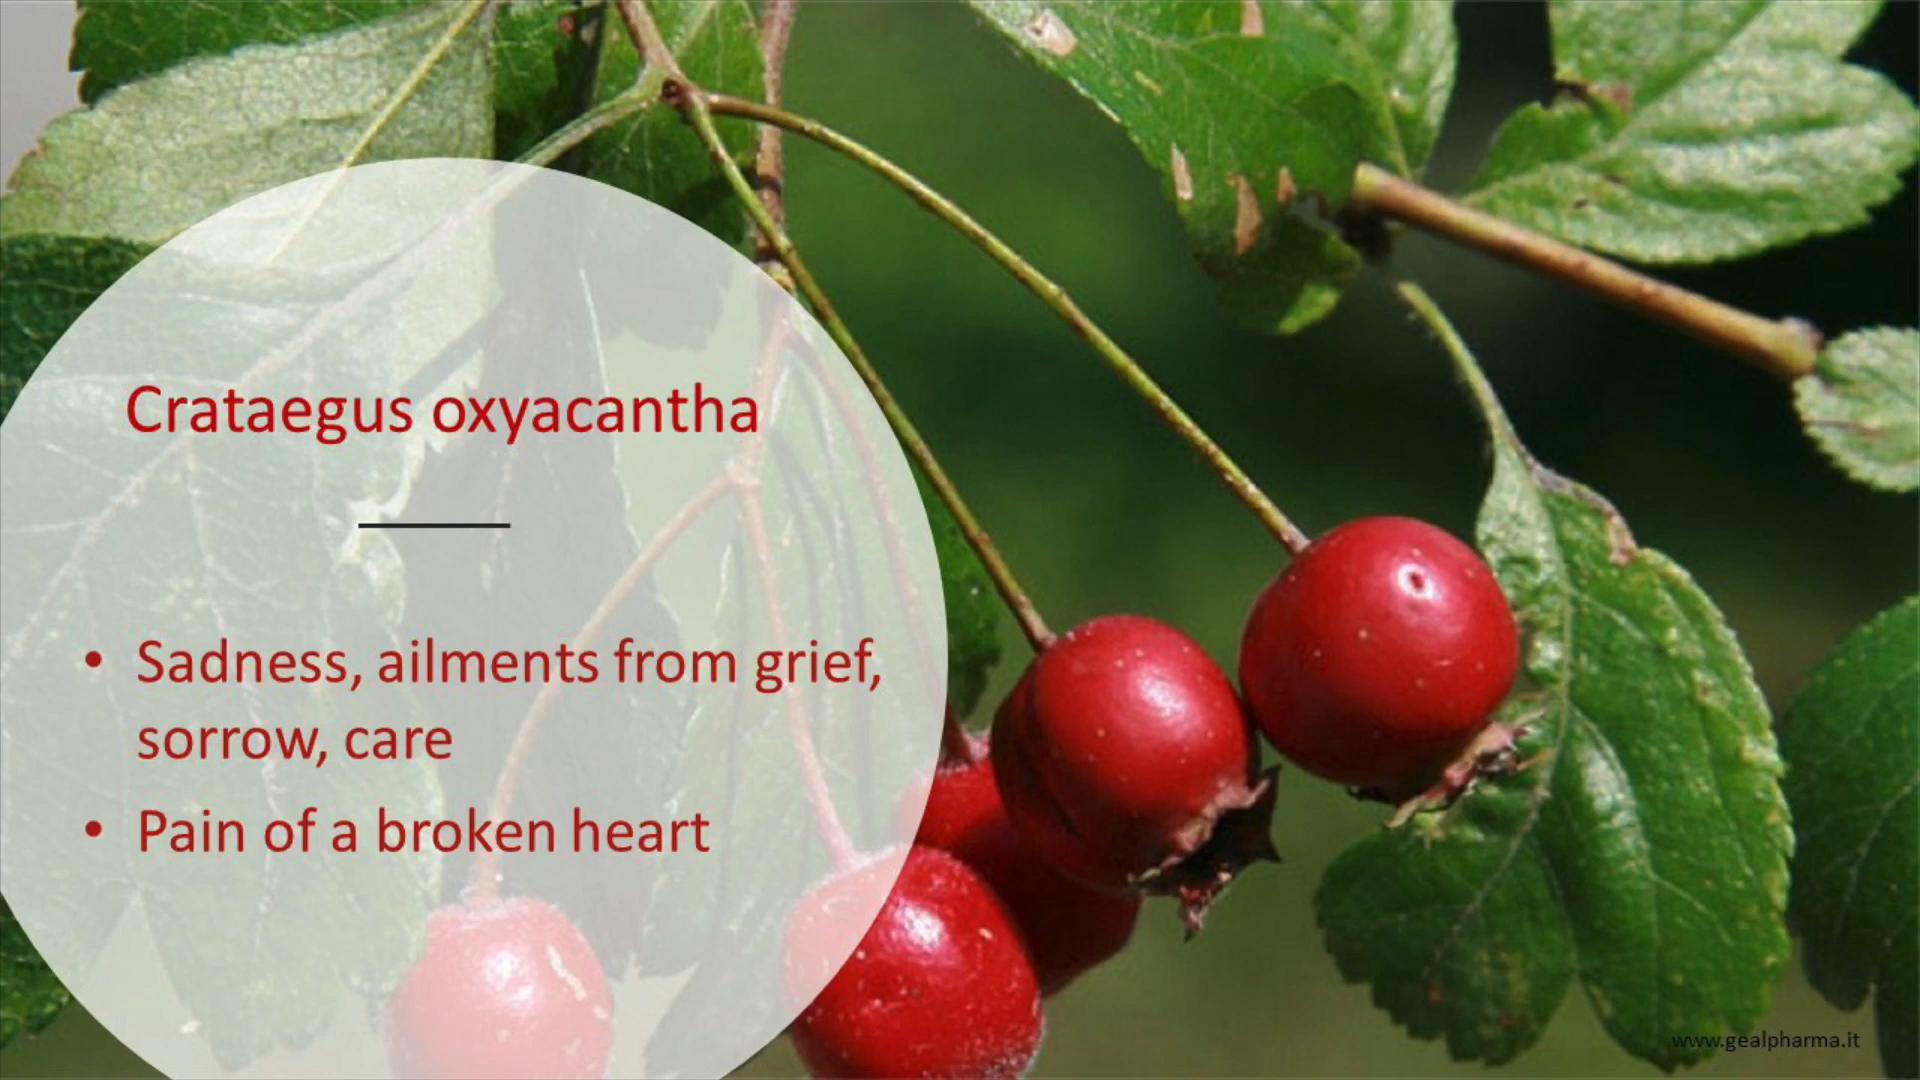 Crataegus oxyacantha
• Sadness, ailments from grief,
sorrow, care
• Pain of a broken heart
www.gealpharma.it